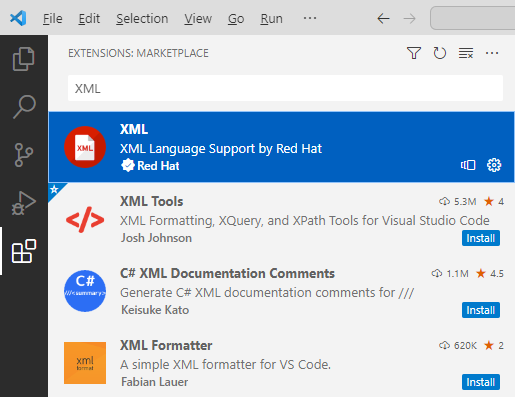 File Edit Selection View Go Run ...
EXTENSIONS: MARKETPLACE
XML
XML
XML
XML Language Support by Red Hat
Red Hat
XML Tools 5.3M 4
XML Formatting, XQuery, and XPath Tools for Visual Studio Code
Josh Johnson Install
C#
///<summary>
C# XML Documentation Comments 1.1M 4.5
Generate C# XML documentation comments for ///
Keisuke Kato Install
xml
format
XML Formatter 620K 2
A simple XML formatter for VS Code.
Fabian Lauer Install